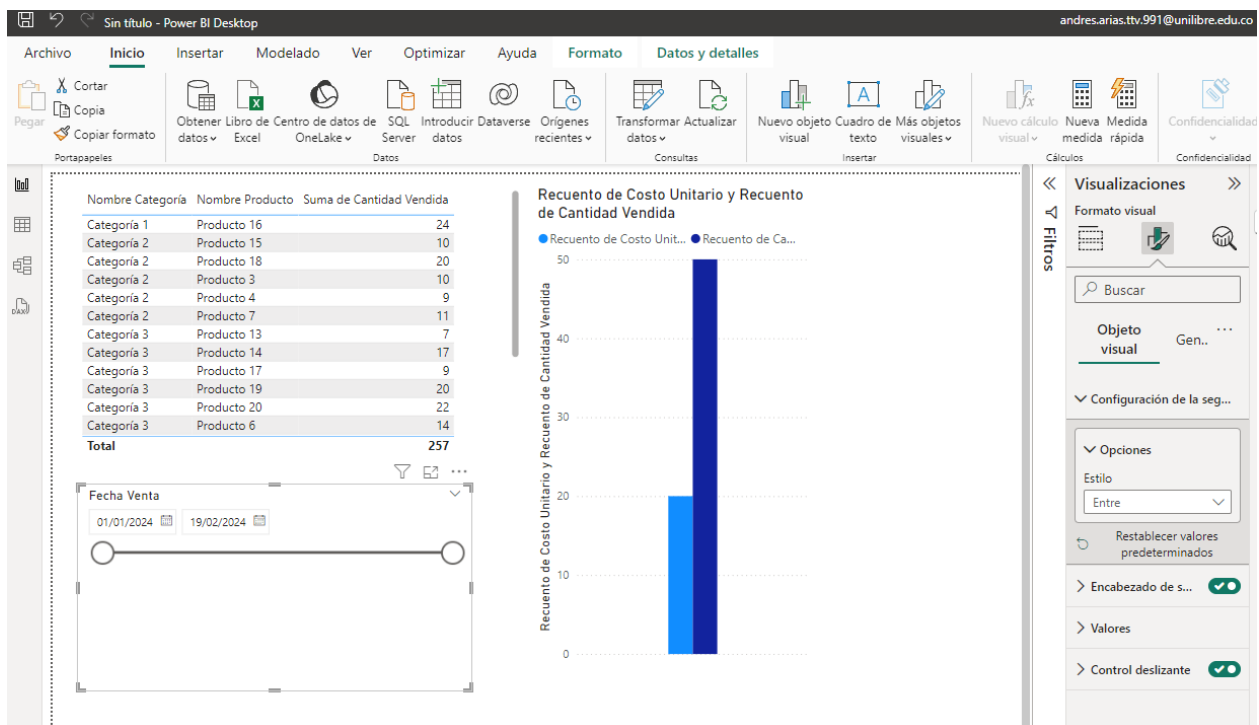 Sin título - Power BI Desktop
andres.arias.ttv.991@unilibre.edu.co
Archivo Inicio Insertar Modelado Ver Optimizar Ayuda Formato Datos y detalles
Pegar
Cortar
Copia
Copiar formato
Portapapeles
Obtener datos
Libro de Excel
Centro de datos de OneLake
SQL Server
Introducir datos
Dataverse
Orígenes recientes
Datos
Transformar datos
Actualizar
Consultas
Nuevo objeto visual
Cuadro de texto
Más objetos visuales
Insertar
Nuevo cálculo visual
Nueva medida
Medida rápida
Cálculos
Confidencialidad
Confidencialidad
Nombre Categoría Nombre Producto Suma de Cantidad Vendida
Categoría 1 Producto 16 24
Categoría 2 Producto 15 10
Categoría 2 Producto 18 20
Categoría 2 Producto 3 10
Categoría 2 Producto 4 9
Categoría 2 Producto 7 11
Categoría 3 Producto 13 7
Categoría 3 Producto 14 17
Categoría 3 Producto 17 9
Categoría 3 Producto 19 20
Categoría 3 Producto 20 22
Categoría 3 Producto 6 14
Total 257
Fecha Venta
01/01/2024 19/02/2024
Recuento de Costo Unitario y Recuento
de Cantidad Vendida
Recuento de Costo Unit... Recuento de Ca...
Recuento de Costo Unitario y Recuento de Cantidad Vendida
50
40
30
20
10
0
Filtros
Visualizaciones
Formato visual
Buscar
Objeto visual
Gen..
Configuración de la seg...
Opciones
Estilo
Entre
Restablecer valores
predeterminados
Encabezado de s...
Valores
Control deslizante